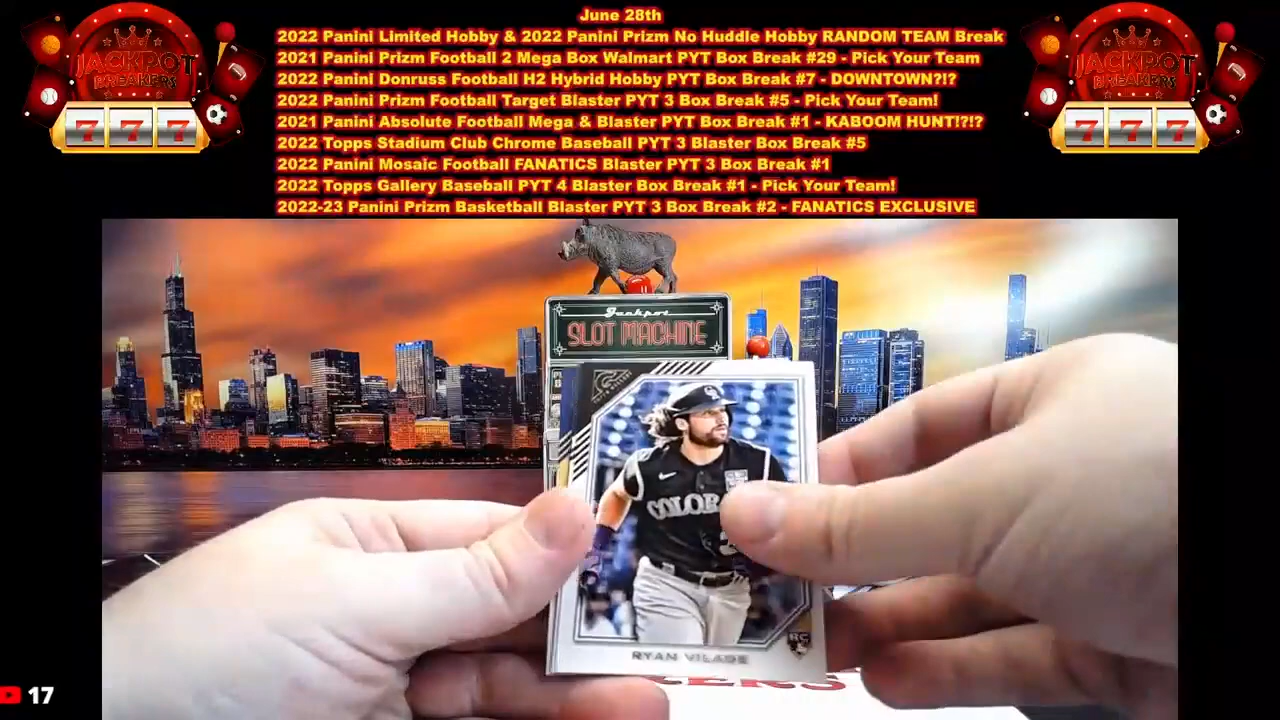 June 28th
2022 Panini Limited Hobby & 2022 Panini Prizm No Huddle Hobby RANDOM TEAM Break
2021 Panini Prizm Football 2 Mega Box Walmart PYT Box Break #29 - Pick Your Team
2022 Panini Donruss Football H2 Hybrid Hobby PYT Box Break #7 - DOWNTOWN?!?
2022 Panini Prizm Football Target Blaster PYT 3 Box Break #5 - Pick Your Team!
2021 Panini Absolute Football Mega & Blaster PYT Box Break #1 - KABOOM HUNT!?!?
2022 Topps Stadium Club Chrome Baseball PYT 3 Blaster Box Break #5
2022 Panini Mosaic Football FANATICS Blaster PYT 3 Box Break #1
2022 Topps Gallery Baseball PYT 4 Blaster Box Break #1 - Pick Your Team!
2022-23 Panini Prizm Basketball Blaster PYT 3 Box Break #2 - FANATICS EXCLUSIVE
JACKPOT
BREAKERS
777
JACKPOT
BREAKERS
777
Jackpot
SLOT MACHINE
COLOR
RC
RYAN VILADE
17